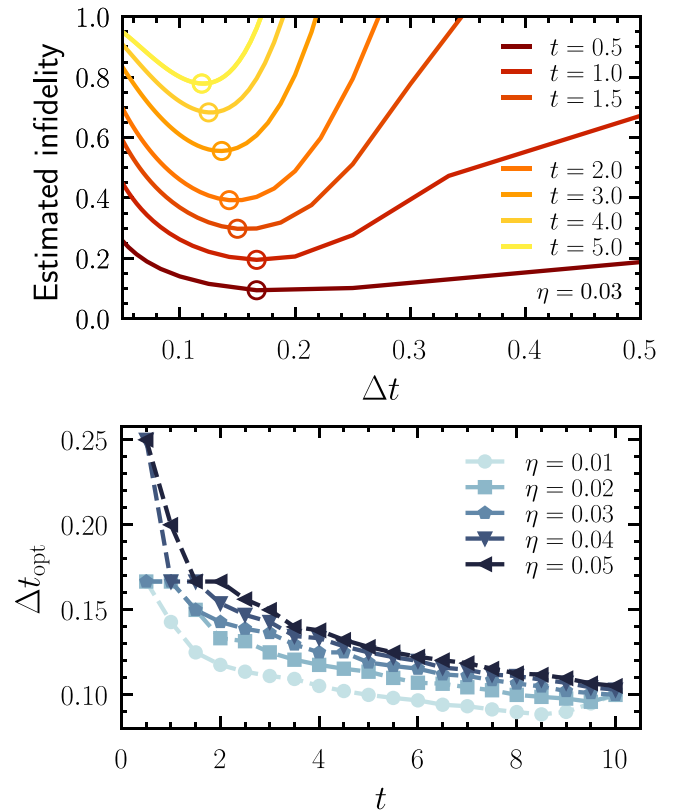 Estimated infidelity
1.0
0.8
0.6
0.4
0.2
0.0
t = 0.5
t = 1.0
t = 1.5
t = 2.0
t = 3.0
t = 4.0
t = 5.0
η = 0.03
0.1 0.2 0.3 0.4 0.5
Δt
Δt_opt
0.25
0.20
0.15
0.10
η = 0.01
η = 0.02
η = 0.03
η = 0.04
η = 0.05
0 2 4 6 8 10
t